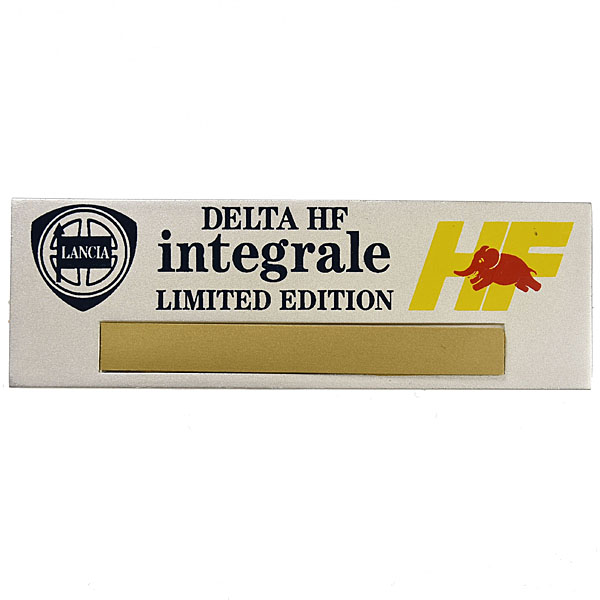 LANCIA
DELTA HF
integrale
LIMITED EDITION
HF